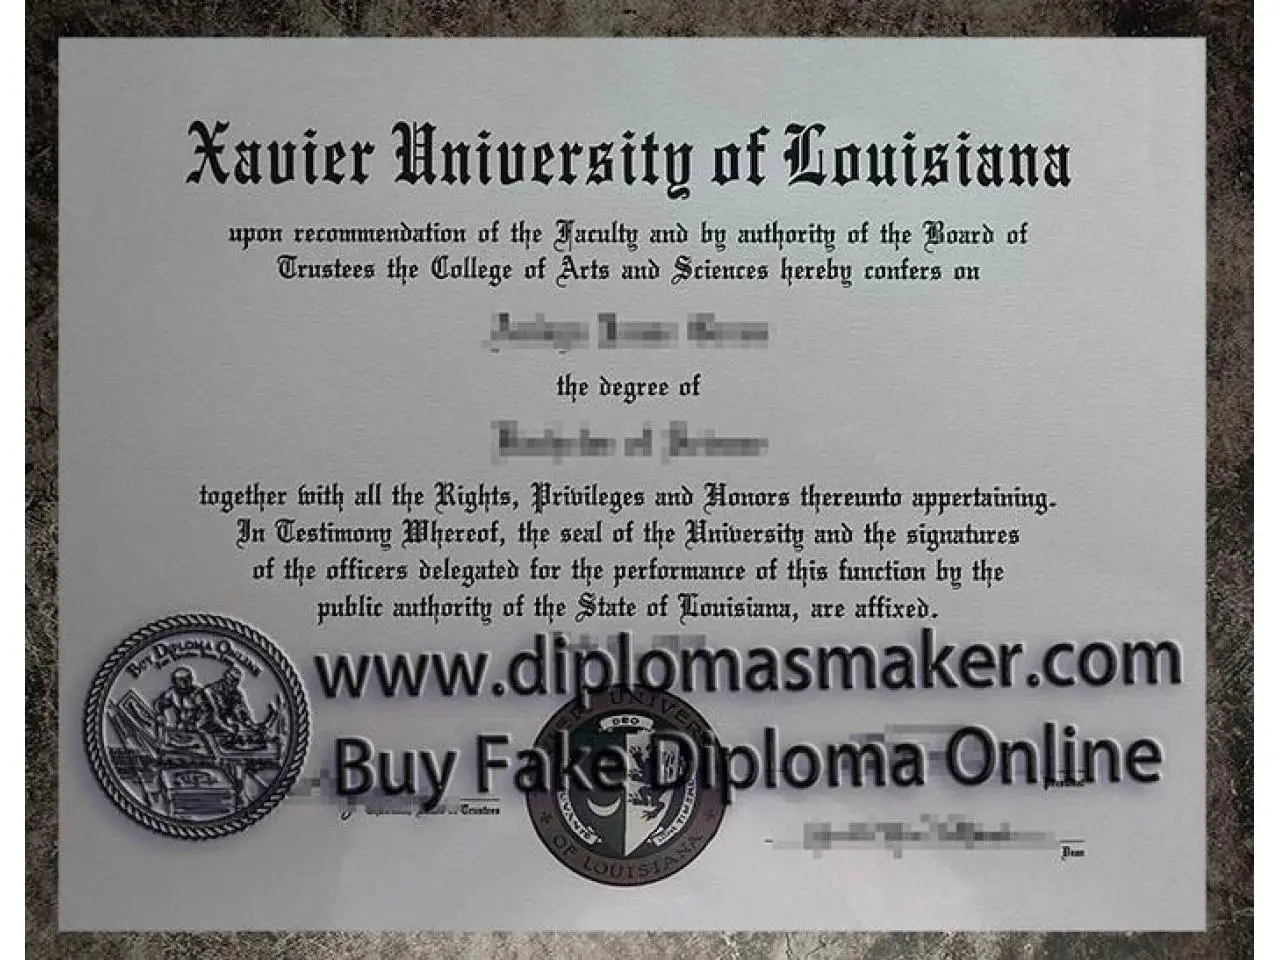 Xavier University of Louisiana
upon recommendation of the Faculty and by authority of the Board of
Trustees the College of Arts and Sciences hereby confers on
the degree of
together with all the Rights, Privileges and Honors thereunto appertaining.
In Testimony Whereof, the seal of the University and the signatures
of the officers delegated for the performance of this function by the
public authority of the State of Louisiana, are affixed.
www.diplomasmaker.com
Buy Diploma Online
UNIVER
DEO
Buy Fake Diploma Online
of Trustees
OF LOUISIANA
Dean